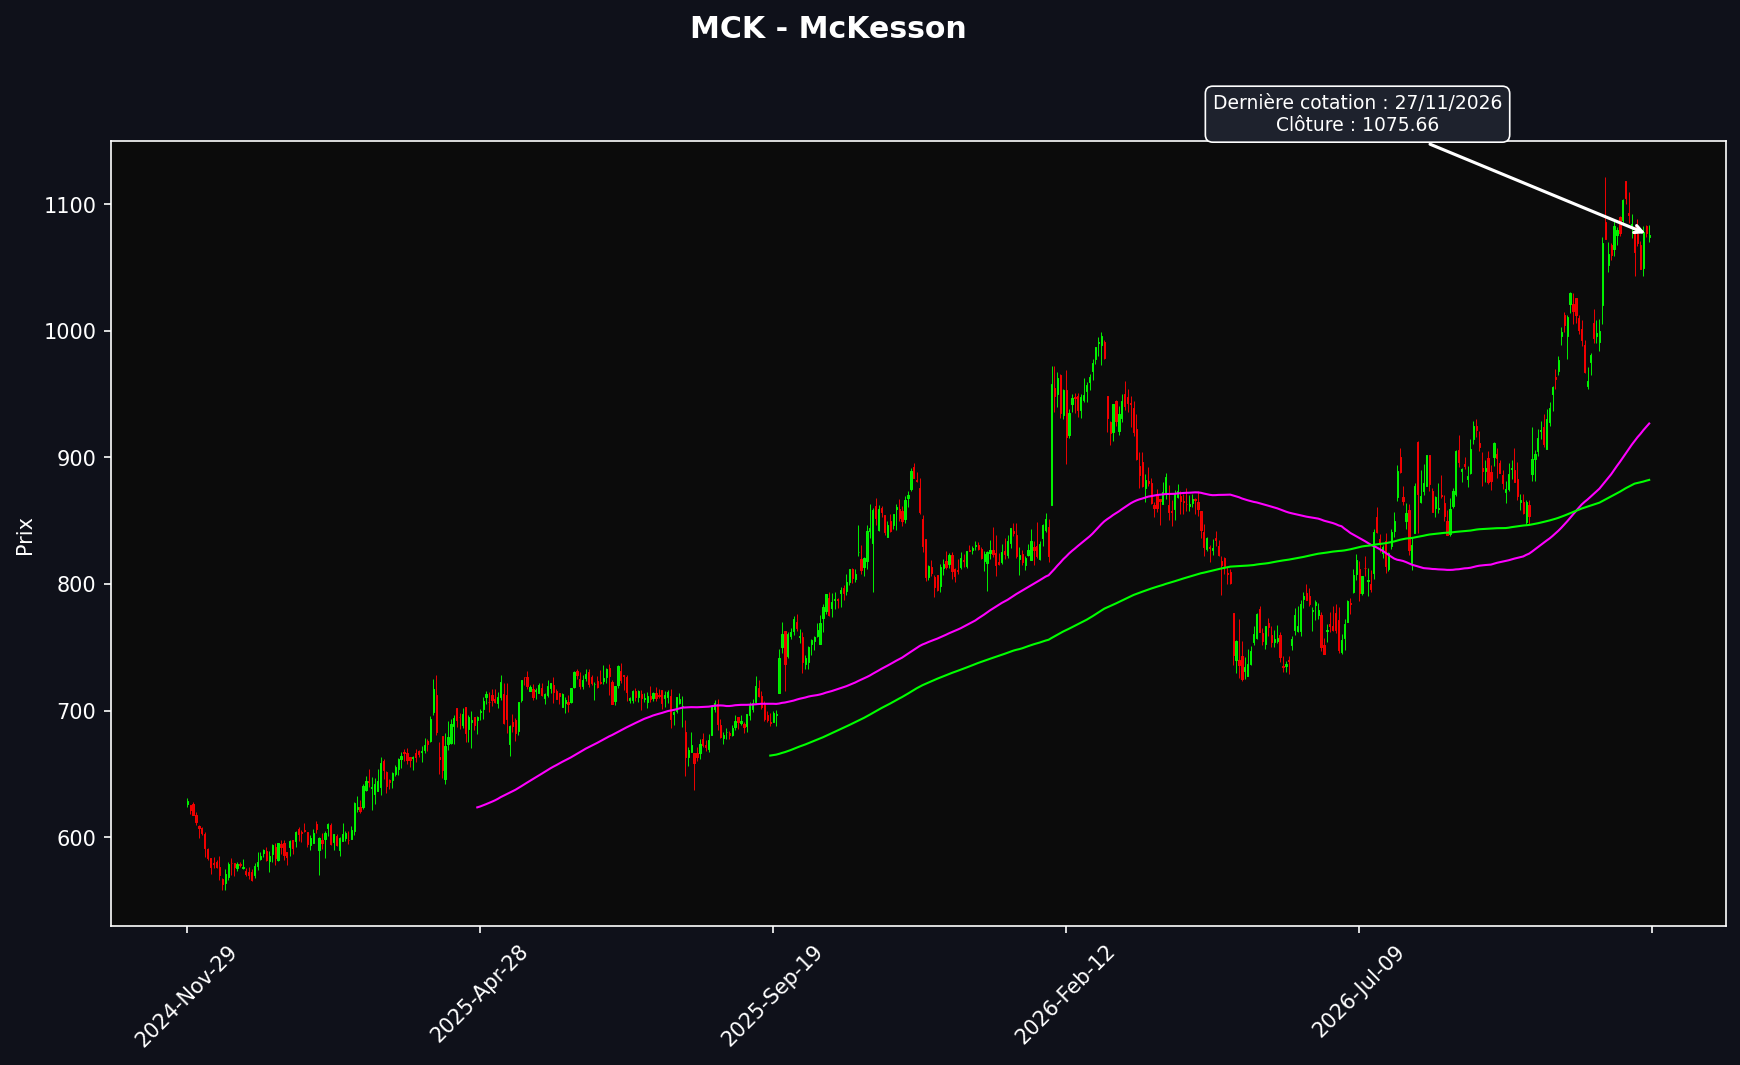 MCK - McKesson
Dernière cotation : 27/11/2026
Clôture : 1075.66
Prix
1100
1000
900
800
700
600
2024-Nov-29
2025-Apr-28
2025-Sep-19
2026-Feb-12
2026-Jul-09